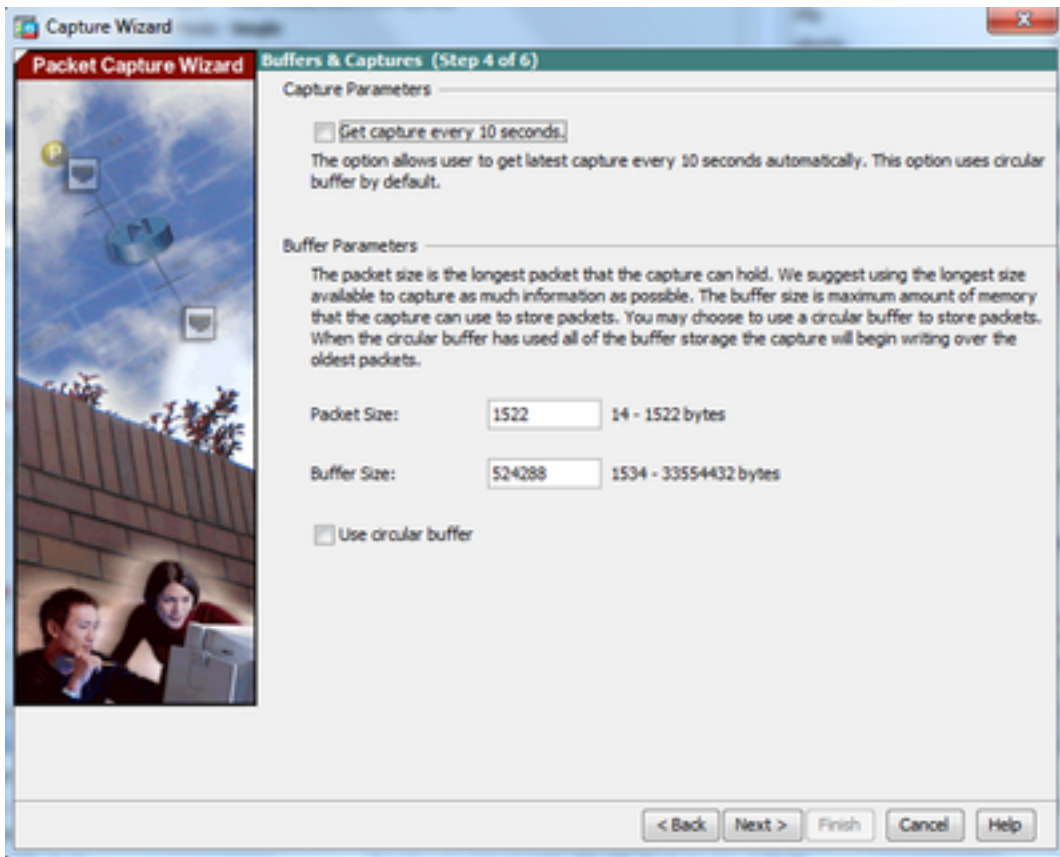 Capture Wizard
Packet Capture Wizard
Buffers & Captures (Step 4 of 6)
Capture Parameters
Get capture every 10 seconds.
The option allows user to get latest capture every 10 seconds automatically. This option uses circular
buffer by default.
Buffer Parameters
The packet size is the longest packet that the capture can hold. We suggest using the longest size
available to capture as much information as possible. The buffer size is maximum amount of memory
that the capture can use to store packets. You may choose to use a circular buffer to store packets.
When the circular buffer has used all of the buffer storage the capture will begin writing over the
oldest packets.
Packet Size: 1522 14 - 1522 bytes
Buffer Size: 524288 1534 - 33554432 bytes
Use circular buffer
< Back Next > Finish Cancel Help